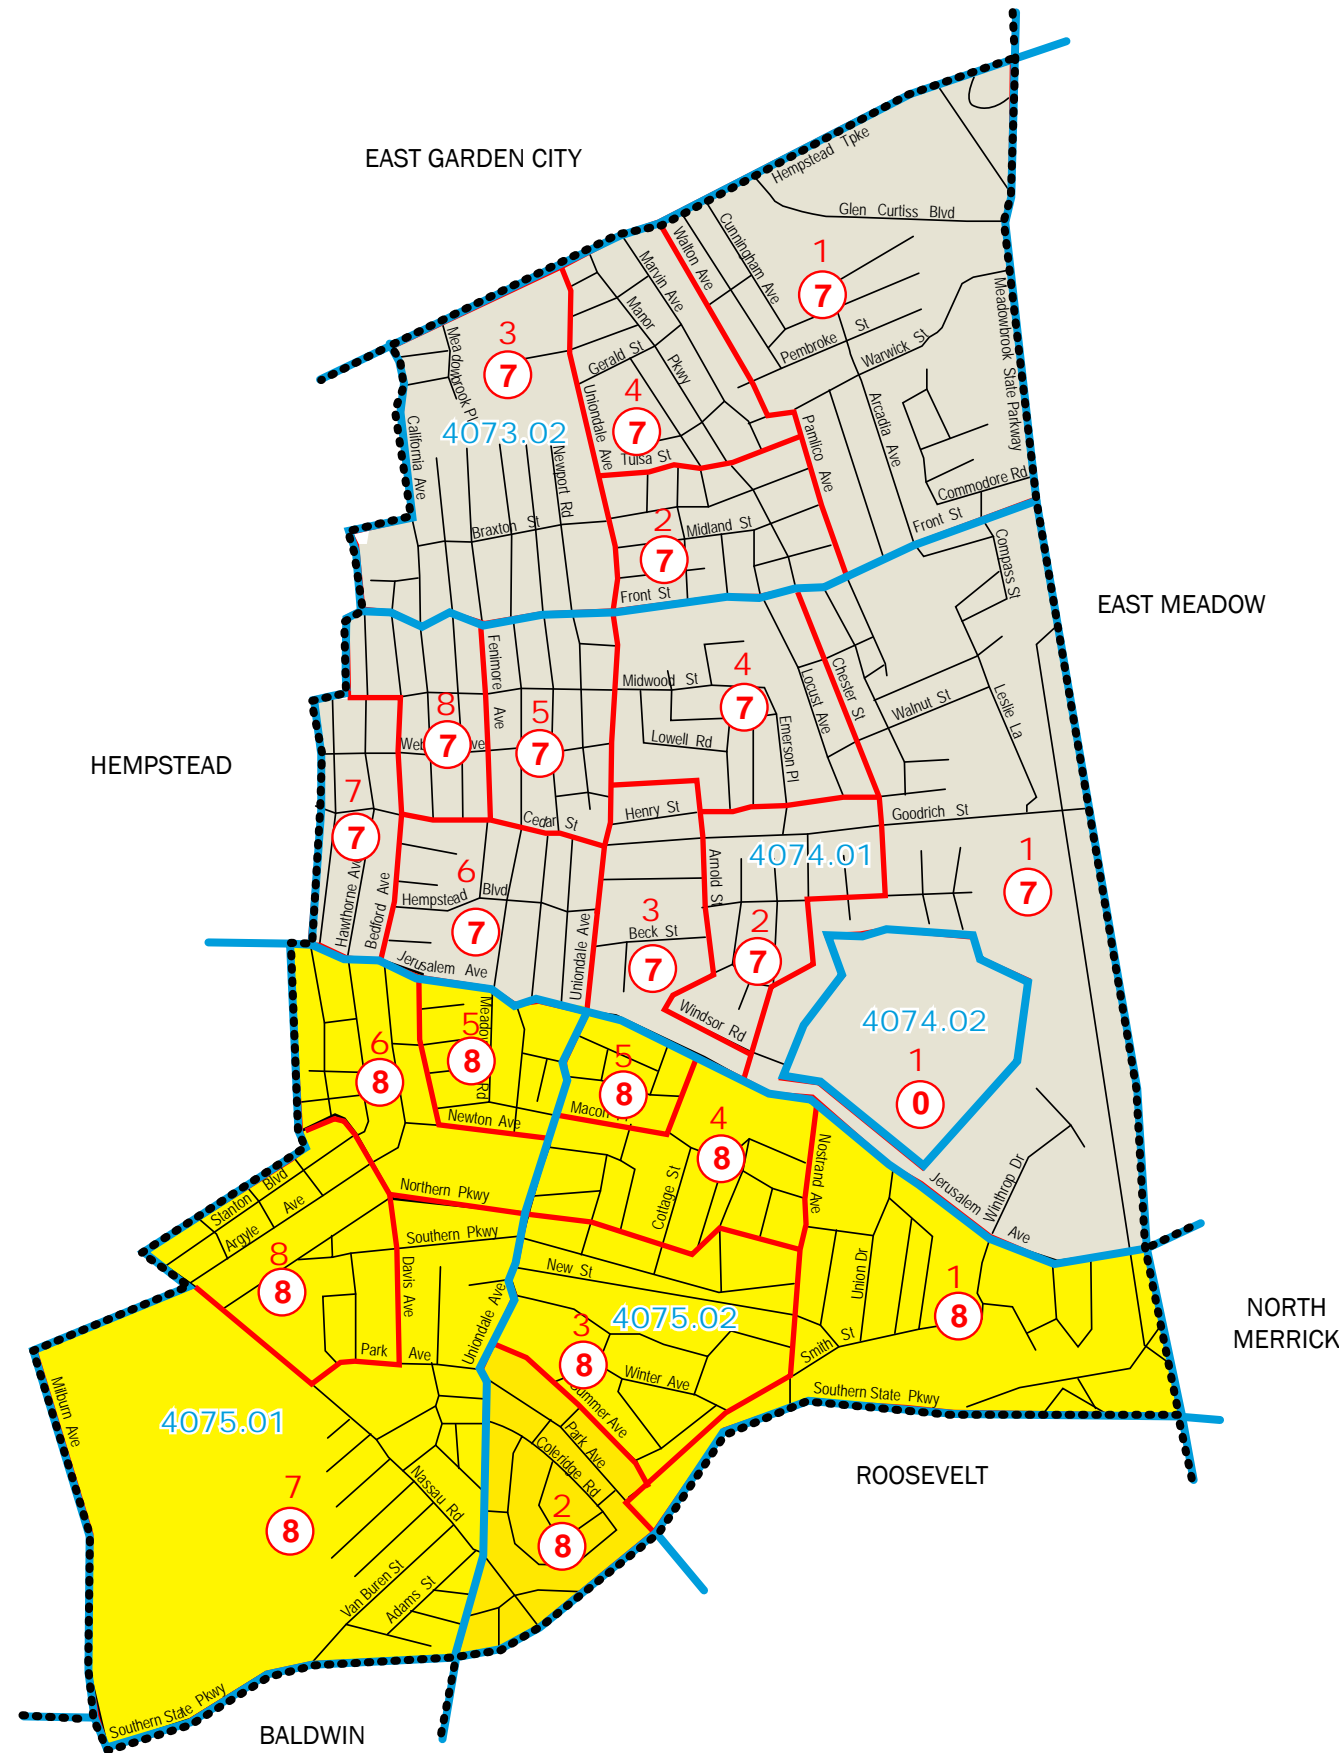 EAST GARDEN CITY
Hempstead Tpke
Glen Curtiss Blvd
Cunningham Ave
Walton Ave
Marvin Ave
Manor
Pkwy
1
7
Pembroke St
Warwick St
Meadowbrook State Parkway
3
7
Meadowbrook Pl
Gerald St
4
7
Uniondale Ave
Tulsa St
4073.02
California Ave
Newport Rd
Braxton St
Pamlico Ave
Arcadia Ave
Commodore Rd
Front St
2
7
Midland St
Front St
Compass St
EAST MEADOW
Fenimore Ave
Midwood St
4
7
Locust Ave
Chester St
Walnut St
Leslie La
Lowell Rd
Emerson Pl
8
7
5
7
HEMPSTEAD
7
7
Cedar St
Henry St
Goodrich St
4074.01
Arnold St
1
7
Hawthorne Ave
Bedford Ave
6
7
Hempstead Blvd
Jerusalem Ave
Uniondale Ave
3
7
Beck St
2
7
Windsor Rd
4074.02
1
0
6
8
5
8
Newton Ave
5
8
4
8
Nostrand Ave
Cottage St
Jerusalem Ave
Winthrop Dr
Stanton Blvd
Argyle Ave
Northern Pkwy
Southern Pkwy
8
8
Davis Ave
Park Ave
Uniondale Ave
New St
4075.02
3
8
Winter Ave
Summer Ave
Union Dr
Smith St
1
8
Southern State Pkwy
NORTH
MERRICK
Milburn Ave
4075.01
7
8
Nassau Rd
Park Ave
Coleridge Rd
2
8
ROOSEVELT
Van Buren St
Adams St
Southern State Pkwy
BALDWIN